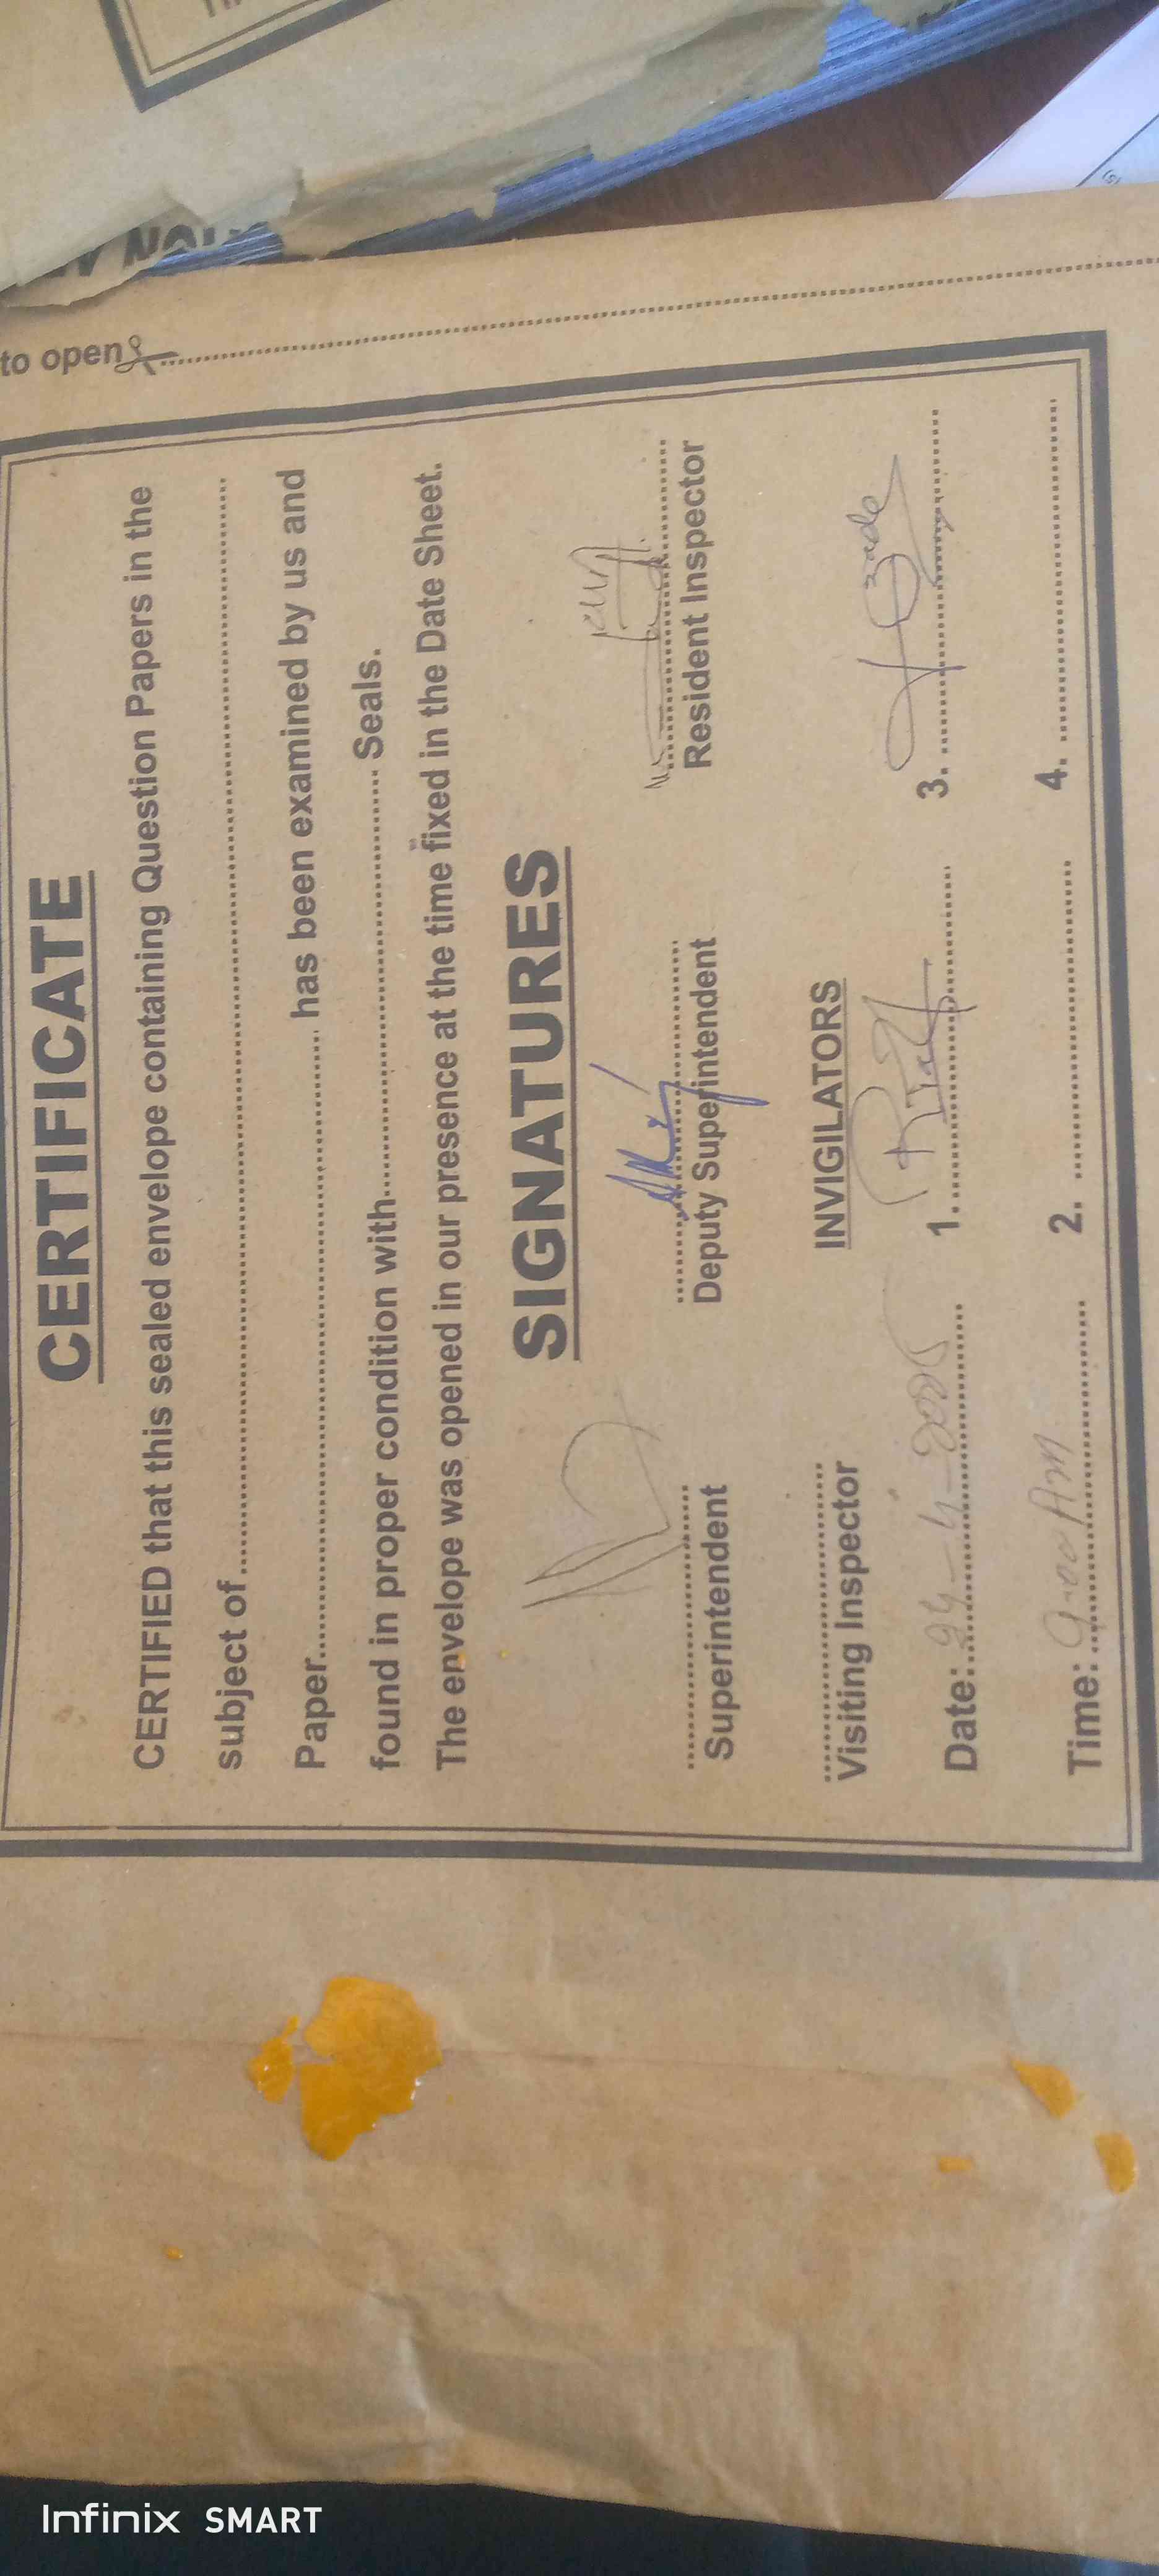 to open
CERTIFICATE
CERTIFIED that this sealed envelope containing Question Papers in the
subject of
Paper has been examined by us and
found in proper condition with Seals.
The envelope was opened in our presence at the time fixed in the Date Sheet.
SIGNATURES
Superintendent Deputy Superintendent Resident Inspector
INVIGILATORS
Visiting Inspector
Date: 1. 3.
Time: 9-00 AM 2. 4.
Infinix SMART